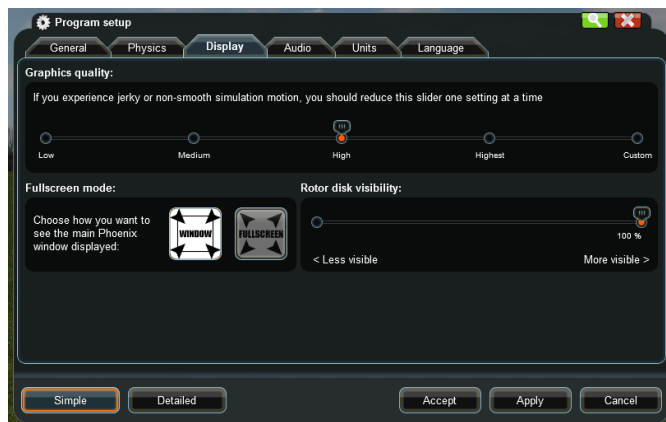 Program setup
General Physics Display Audio Units Language
Graphics quality:
If you experience jerky or non-smooth simulation motion, you should reduce this slider one setting at a time
Low Medium High Highest Custom
Fullscreen mode: Rotor disk visibility:
Choose how you want to
see the main Phoenix
window displayed:
WINDOW FULLSCREEN
100 %
< Less visible More visible >
Simple Detailed Accept Apply Cancel